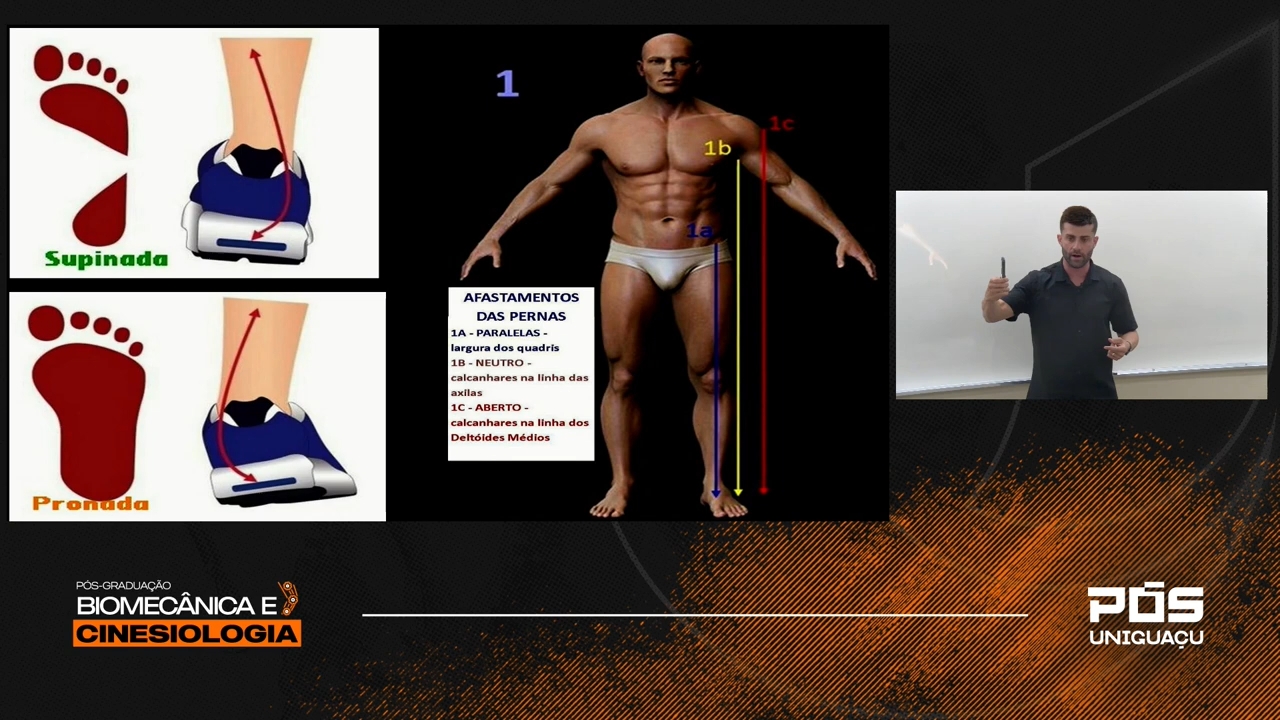 Supinada
Pronada
1
1a
1b
1c
AFASTAMENTOS
DAS PERNAS
1A - PARALELAS -
largura dos quadris
1B - NEUTRO -
calcanhares na linha das
axilas
1C - ABERTO -
calcanhares na linha dos
Deltóides Médios
PÓS-GRADUAÇÃO
BIOMECÂNICA E
CINESIOLOGIA
PÓS
UNIGUAÇU